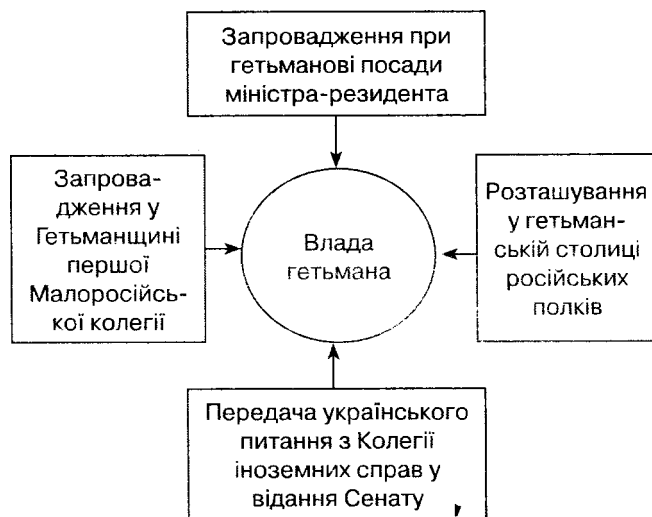 Запровадження при
гетьманові посади
міністра-резидента
Запрова-
дження у
Гетьманщині
першої
Малоросійсь-
кої колегії
Влада
гетьмана
Розташування
у гетьман-
ській столиці
російських
полків
Передача українського
питання з Колегії
іноземних справ у
відання Сенату